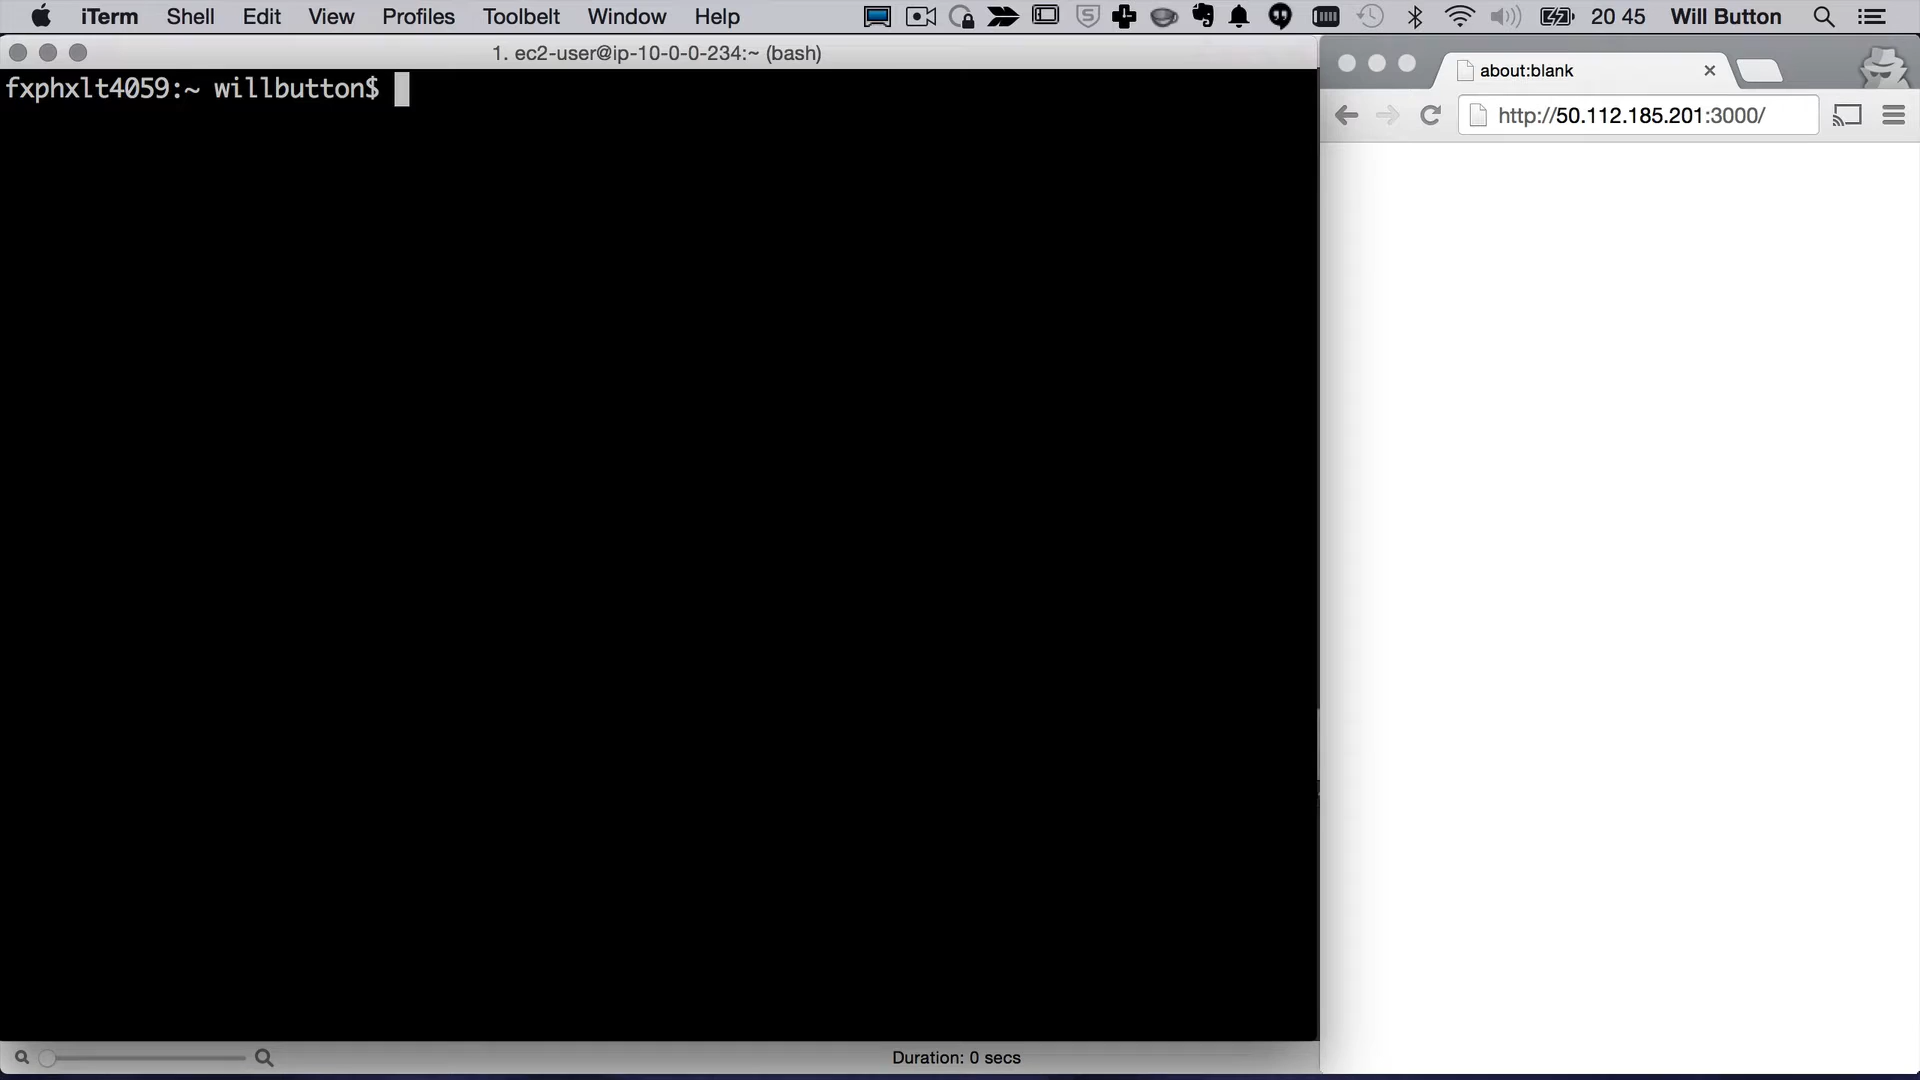 iTerm Shell Edit View Profiles Toolbelt Window Help 20 45 Will Button
1. ec2-user@ip-10-0-0-234:~ (bash)
about:blank
fxphxlt4059:~ willbutton$
http://50.112.185.201:3000/
Duration: 0 secs